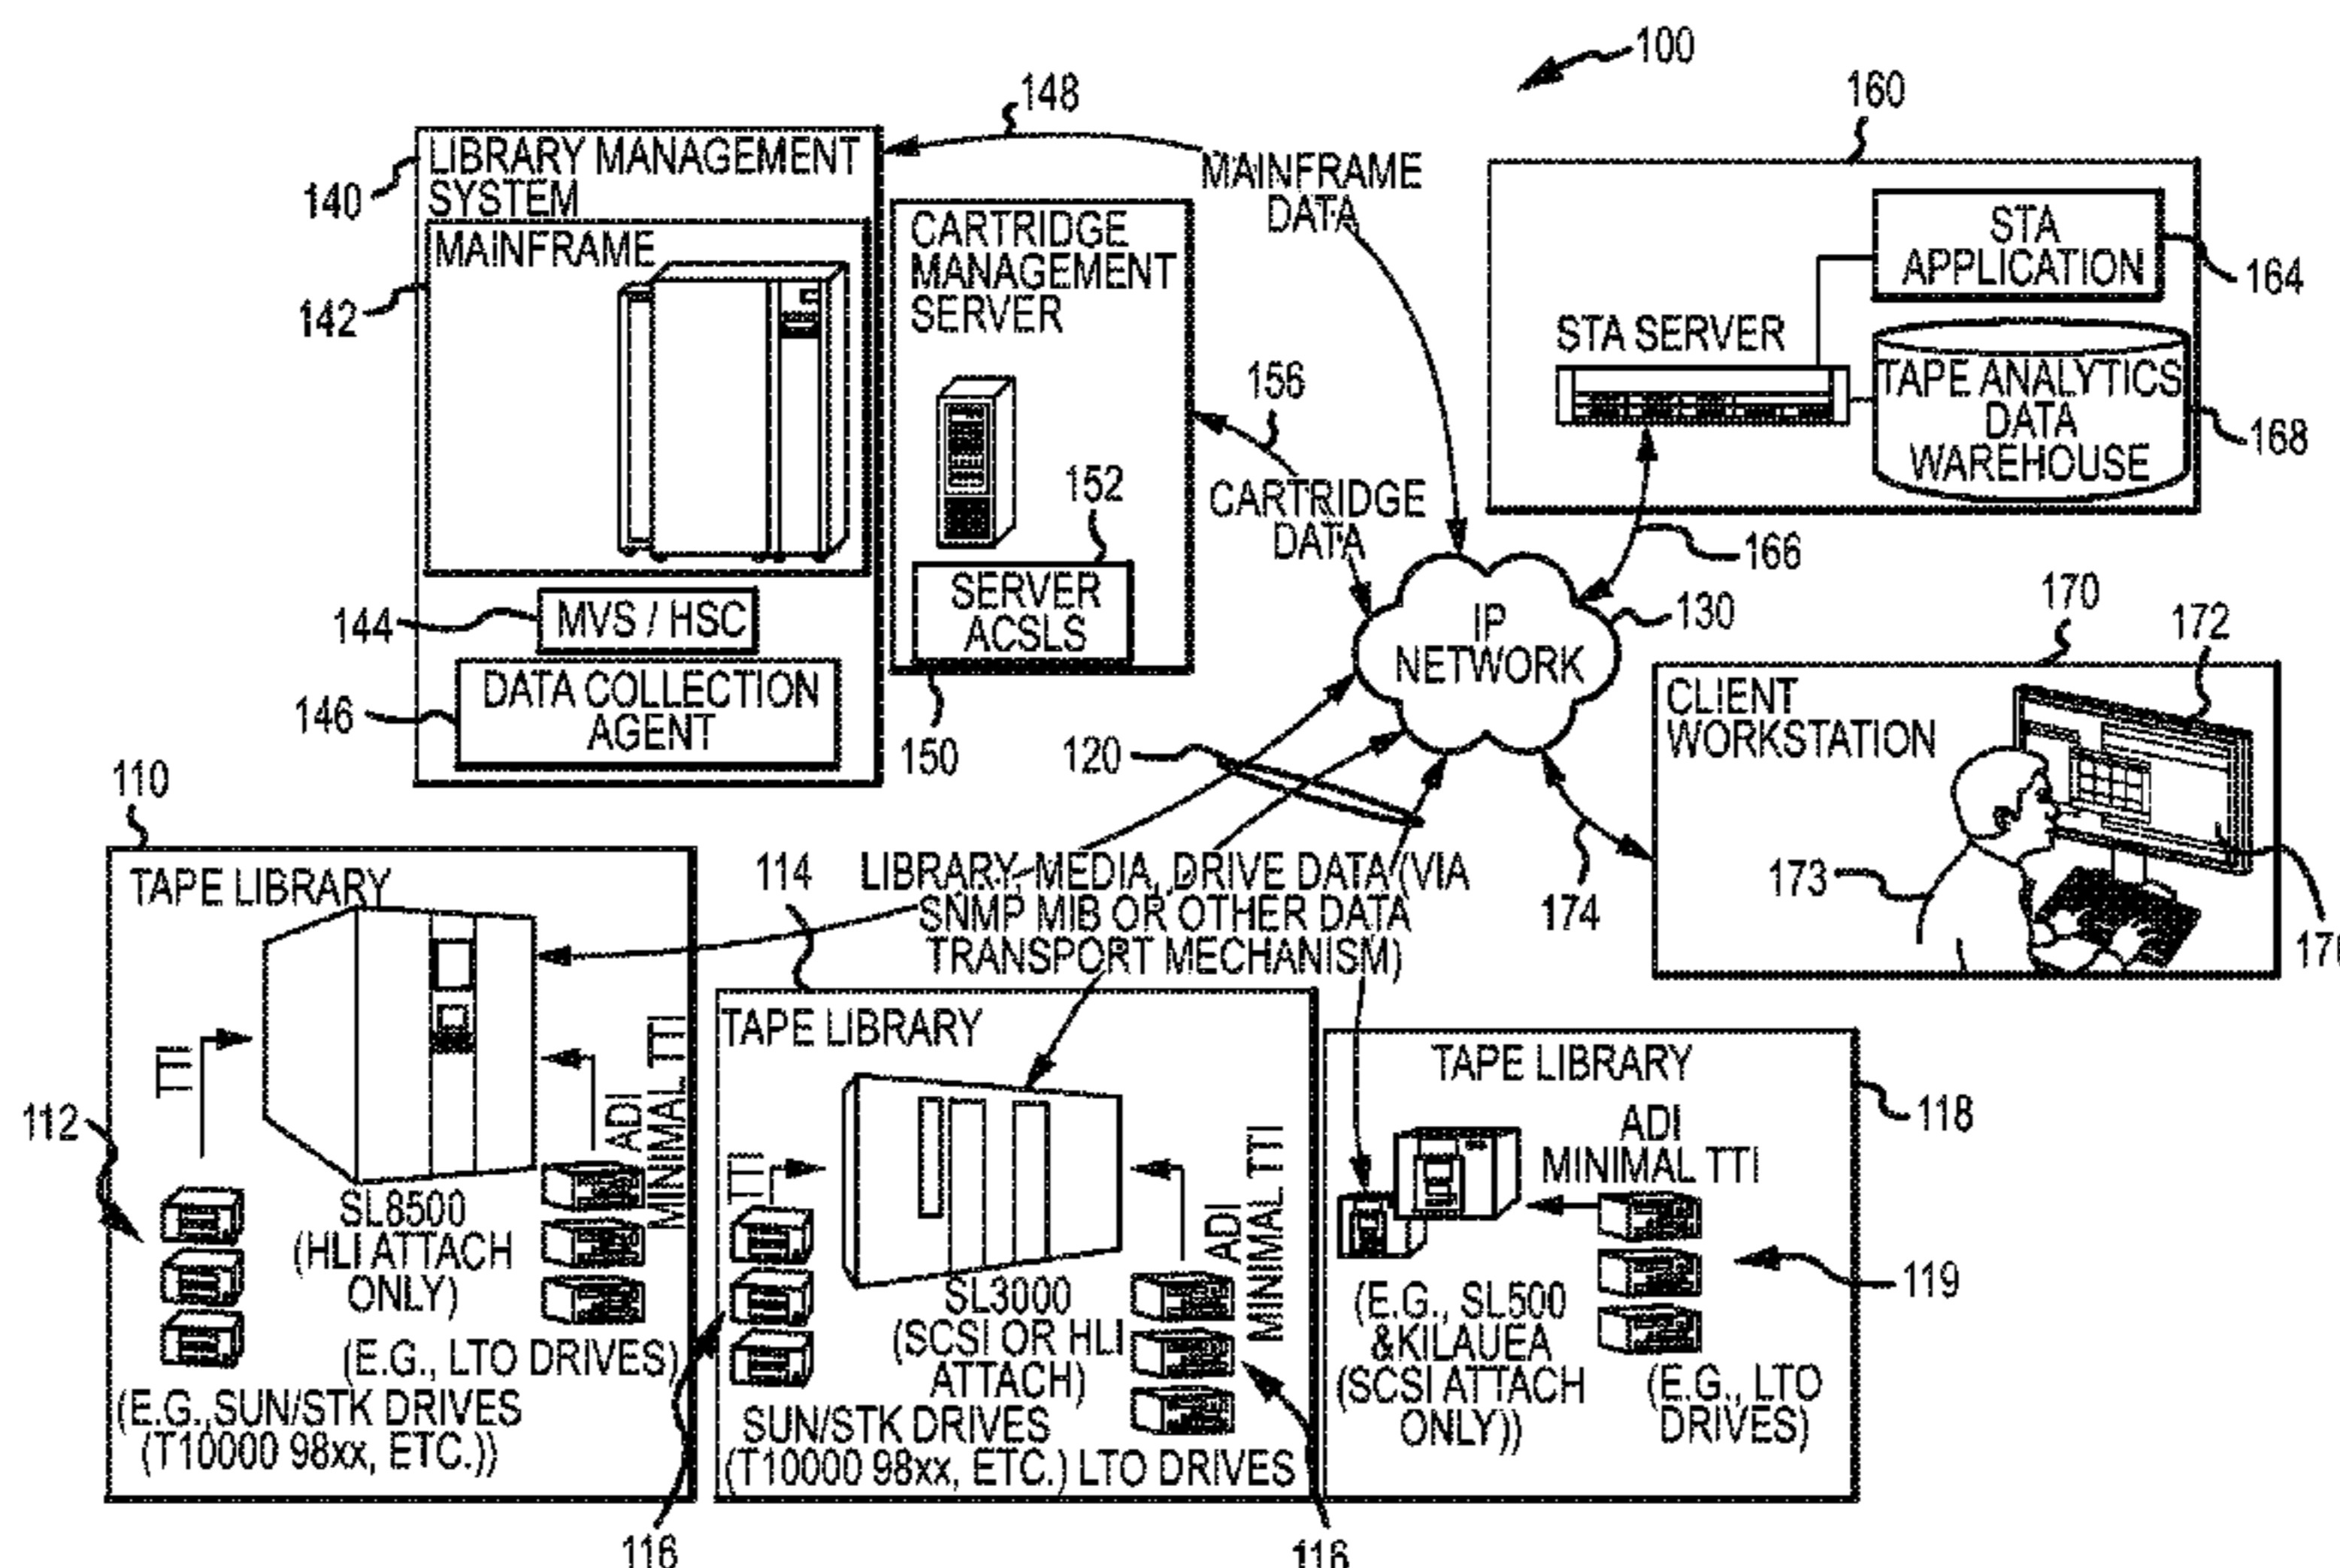 100
148
160
LIBRARY MANAGEMENT
SYSTEM
140
MAINFRAME
142
MAINFRAME
DATA
CARTRIDGE
MANAGEMENT
SERVER
STA
APPLICATION
164
STA SERVER
TAPE ANALYTICS
DATA
WAREHOUSE
168
156
CARTRIDGE
DATA
152
SERVER
ACSLS
166
144
MVS / HSC
146
DATA COLLECTION
AGENT
150
IP
NETWORK
130
170
172
CLIENT
WORKSTATION
173
174
120
110
TAPE LIBRARY
114
LIBRARY, MEDIA, DRIVE DATA (VIA
SNMP MIB OR OTHER DATA
TRANSPORT MECHANISM)
TTI
ADI
MINIMAL TTI
112
SL8500
(HLI ATTACH
ONLY)
(E.G., LTO DRIVES)
(E.G.,SUN/STK DRIVES
(T10000 98xx, ETC.))
TAPE LIBRARY
TTI
ADI
MINIMAL TTI
SL3000
(SCSI OR HLI
ATTACH)
SUN/STK DRIVES
(T10000 98xx, ETC.) LTO DRIVES
116
116
TAPE LIBRARY
118
ADI
MINIMAL TTI
119
(E.G., SL500
&KILAUEA
(SCSI ATTACH
ONLY))
(E.G., LTO
DRIVES)